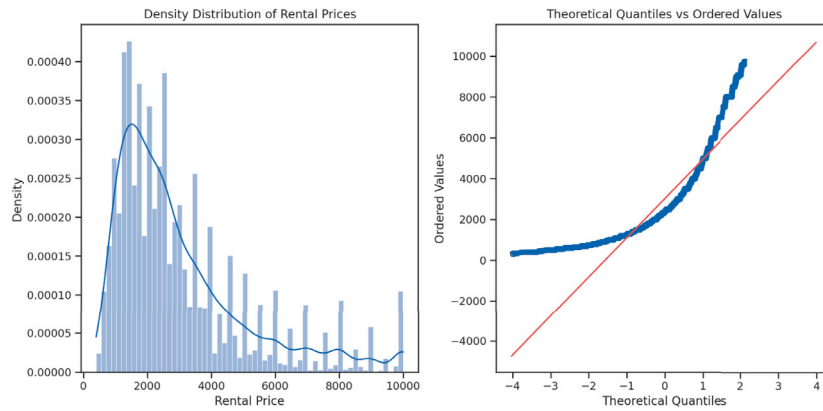 Density Distribution of Rental Prices
0.00040
0.00035
0.00030
0.00025
0.00020
0.00015
0.00010
0.00005
0.00000
Density
0 2000 4000 6000 8000 10000
Rental Price
Theoretical Quantiles vs Ordered Values
10000
8000
6000
4000
2000
0
−2000
−4000
Ordered Values
−4 −3 −2 −1 0 1 2 3 4
Theoretical Quantiles